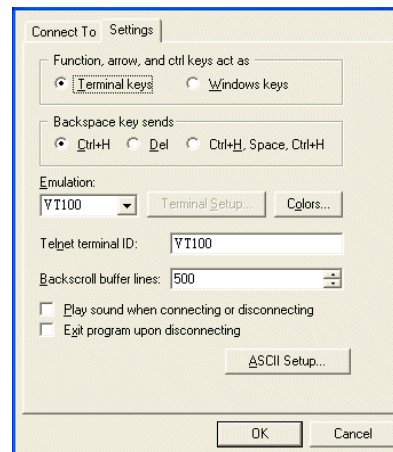 Connect To Settings
Function, arrow, and ctrl keys act as
Terminal keys Windows keys
Backspace key sends
Ctrl+H Del Ctrl+H, Space, Ctrl+H
Emulation:
VT100 Terminal Setup... Colors...
Telnet terminal ID: VT100
Backscroll buffer lines: 500
Play sound when connecting or disconnecting
Exit program upon disconnecting
ASCII Setup...
OK Cancel